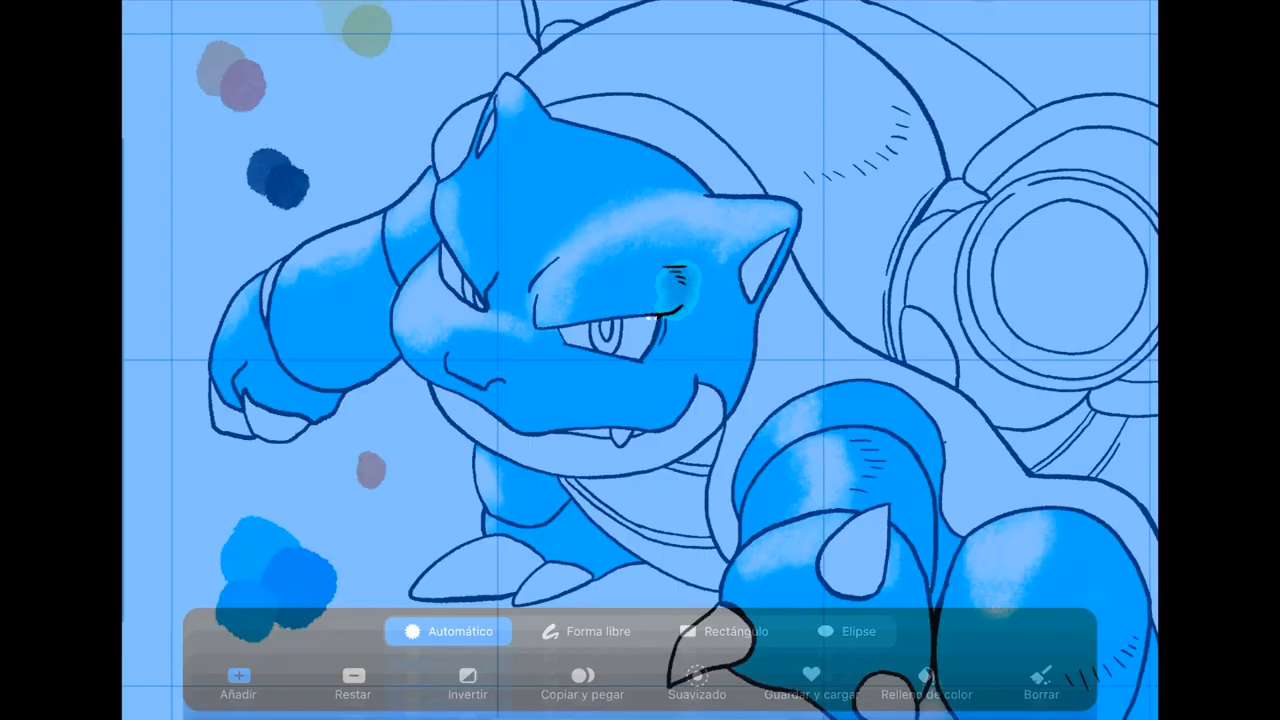 Automático
Forma libre
Rectángulo
Elipse
Añadir
Restar
Invertir
Copiar y pegar
Suavizado
Guardar y cargar
Relleno de color
Borrar